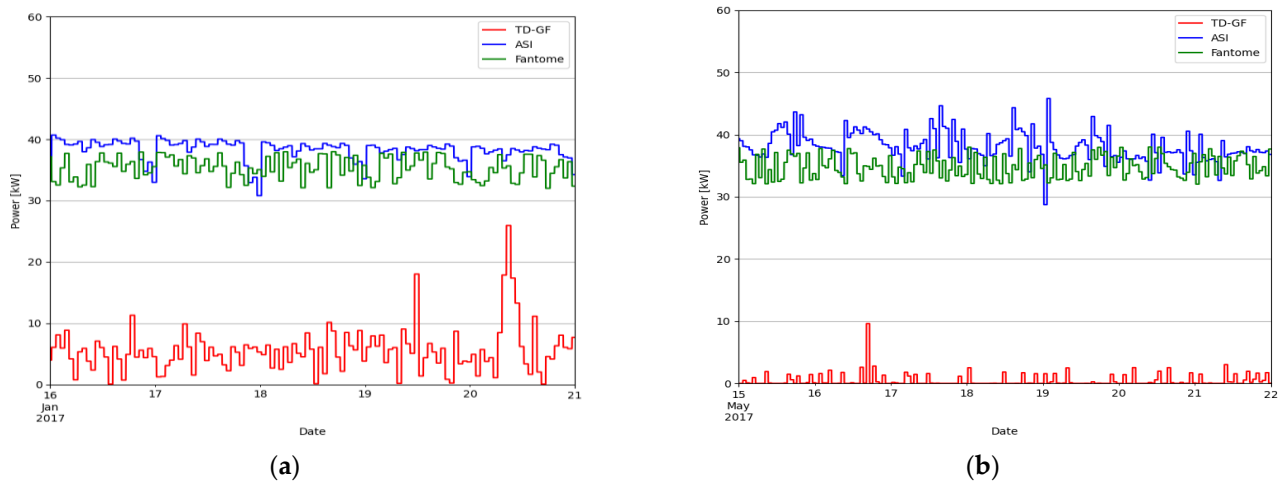 60
50
40
30
20
10
0
Power [kW]
TD-GF
ASI
Fantome
16 17 18 19 20 21
Jan
2017
Date
(a)
60
50
40
30
20
10
0
Power [kW]
TD-GF
ASI
Fantome
15 16 17 18 19 20 21 22
May
2017
Date
(b)